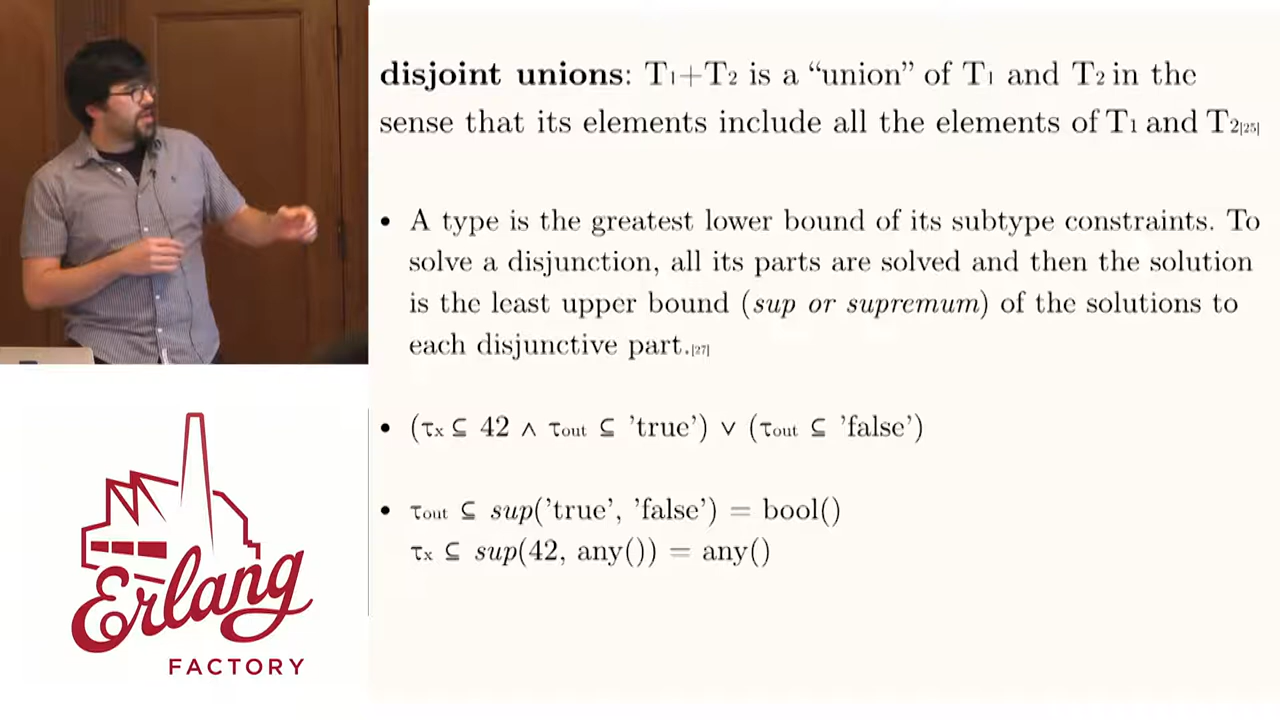 disjoint unions: T1+T2 is a “union” of T1 and T2 in the
sense that its elements include all the elements of T1 and T2[25]
• A type is the greatest lower bound of its subtype constraints. To
solve a disjunction, all its parts are solved and then the solution
is the least upper bound (sup or supremum) of the solutions to
each disjunctive part.[27]
• (τx ⊆ 42 ∧ τout ⊆ ’true’) ∨ (τout ⊆ ’false’)
• τout ⊆ sup(’true’, ’false’) = bool()
τx ⊆ sup(42, any()) = any()
Erlang
FACTORY